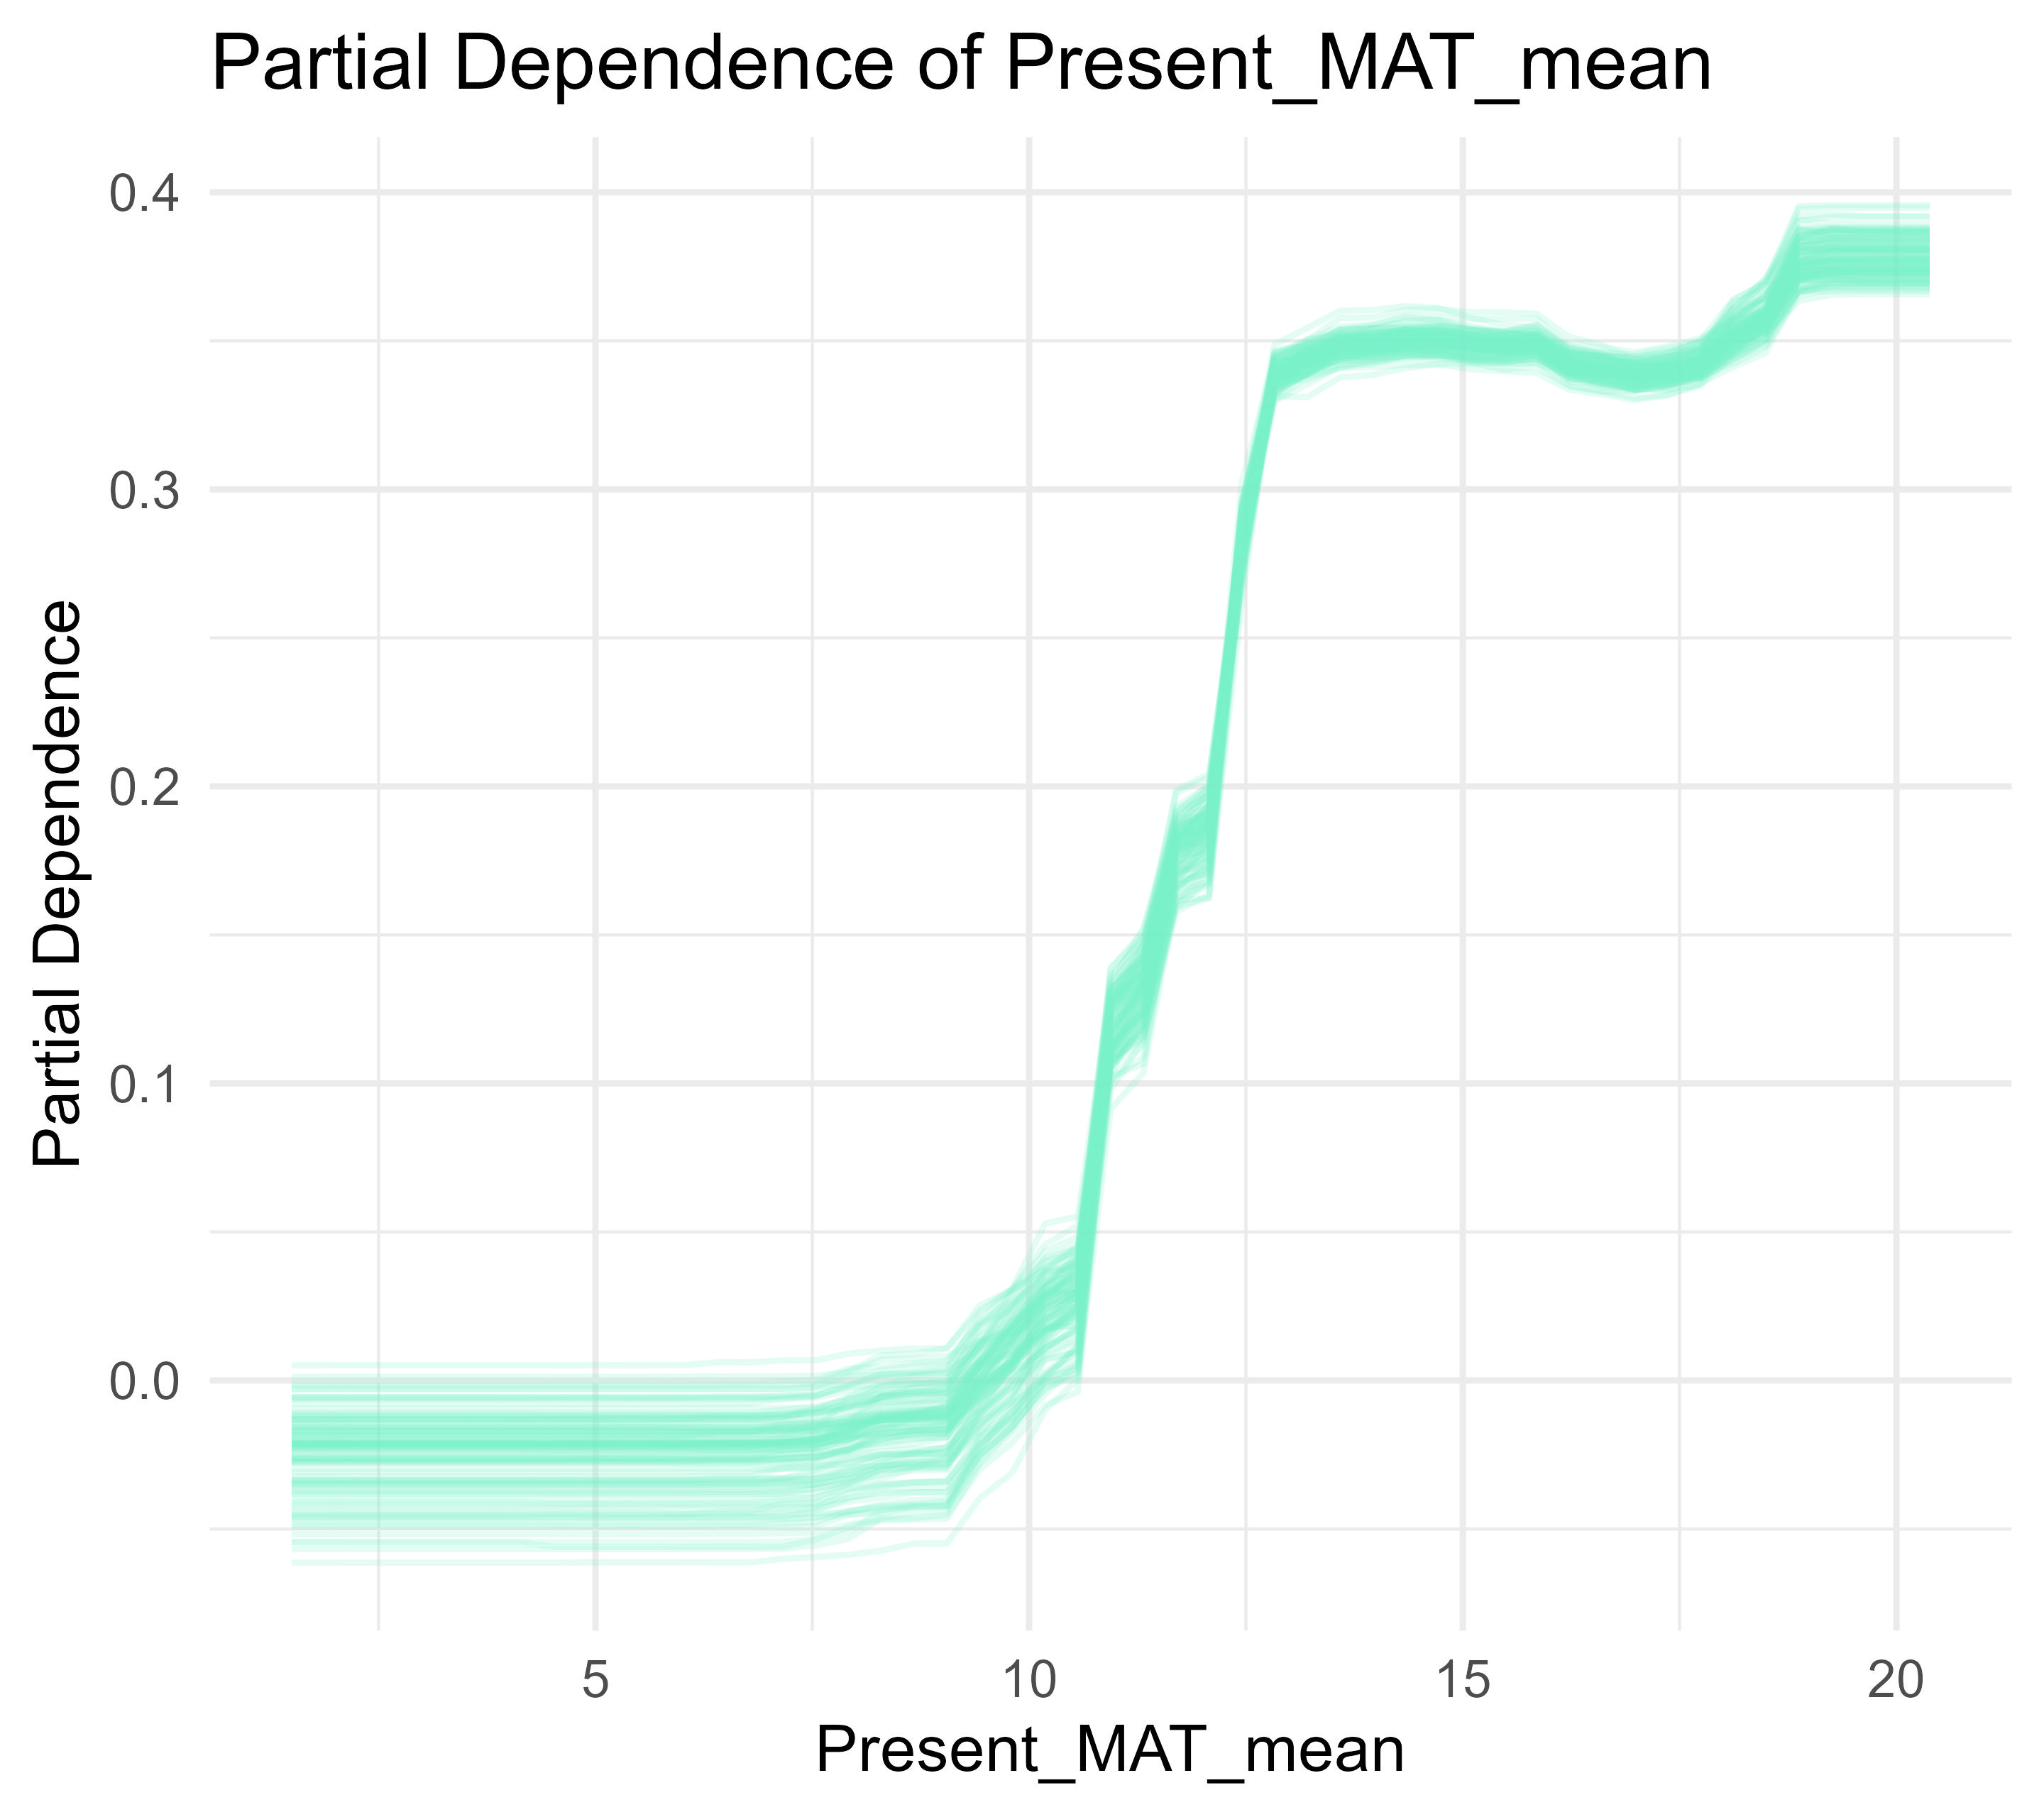 Partial Dependence of Present_MAT_mean
0.4
0.3
0.2
0.1
0.0
Partial Dependence
5 10 15 20
Present_MAT_mean